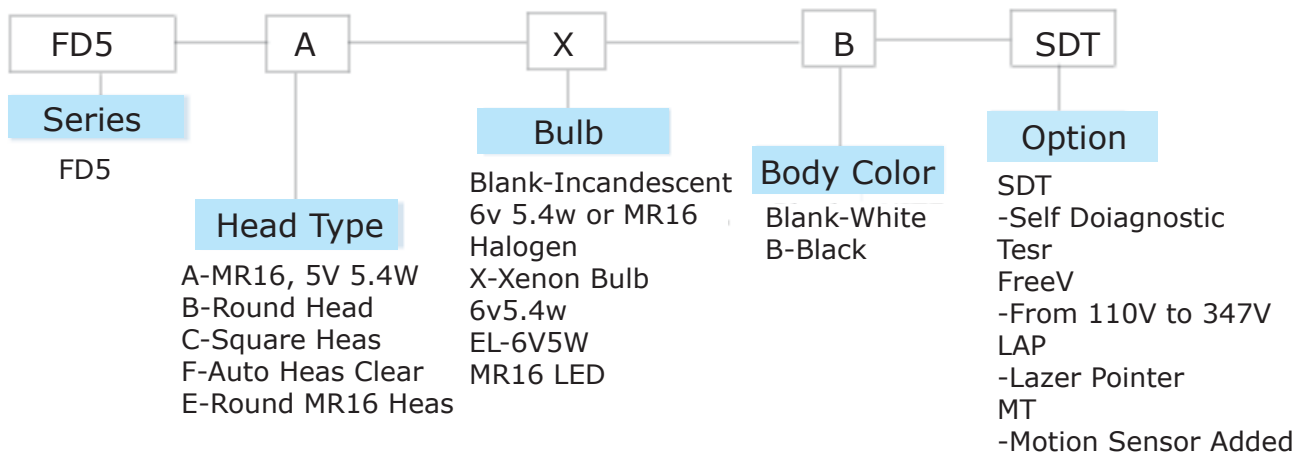 FD5 A X B SDT
Series
FD5
Head Type
A-MR16, 5V 5.4W
B-Round Head
C-Square Heas
F-Auto Heas Clear
E-Round MR16 Heas
Bulb
Blank-Incandescent
6v 5.4w or MR16
Halogen
X-Xenon Bulb
6v5.4w
EL-6V5W
MR16 LED
Body Color
Blank-White
B-Black
Option
SDT
-Self Doiagnostic
Tesr
FreeV
-From 110V to 347V
LAP
-Lazer Pointer
MT
-Motion Sensor Added